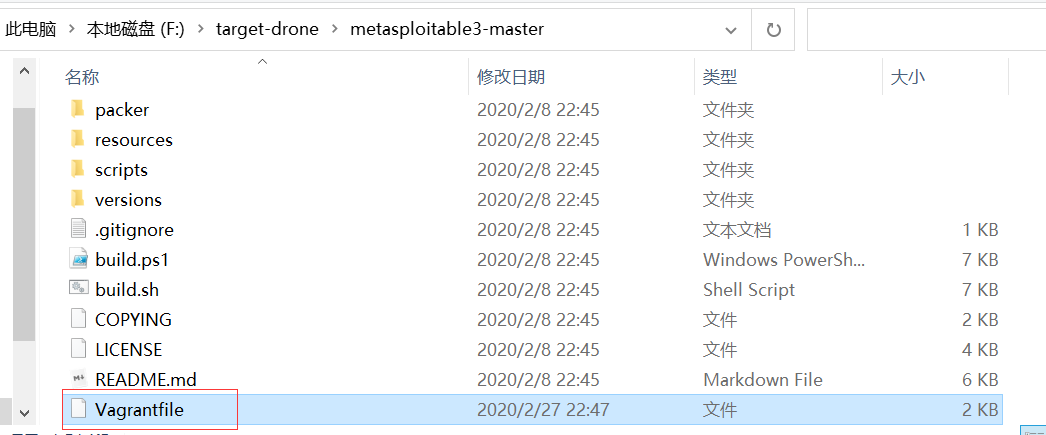 此电脑 > 本地磁盘 (F:) > target-drone > metasploitable3-master
名称 修改日期 类型 大小
packer 2020/2/8 22:45 文件夹
resources 2020/2/8 22:45 文件夹
scripts 2020/2/8 22:45 文件夹
versions 2020/2/8 22:45 文件夹
.gitignore 2020/2/8 22:45 文本文档 1 KB
build.ps1 2020/2/8 22:45 Windows PowerSh... 7 KB
build.sh 2020/2/8 22:45 Shell Script 7 KB
COPYING 2020/2/8 22:45 文件 2 KB
LICENSE 2020/2/8 22:45 文件 4 KB
README.md 2020/2/8 22:45 Markdown File 6 KB
Vagrantfile 2020/2/27 22:47 文件 2 KB